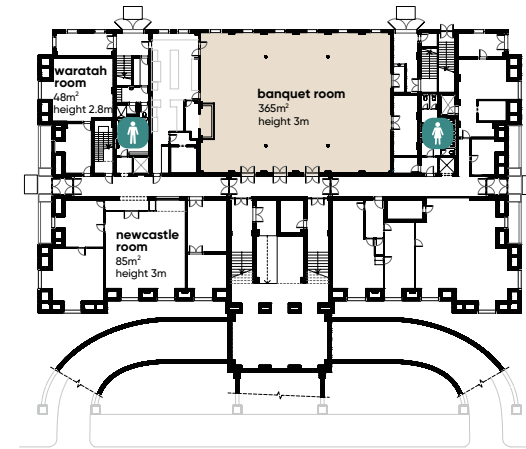 waratah
room
48m²
height 2.8m
banquet room
365m²
height 3m
newcastle
room
85m²
height 3m